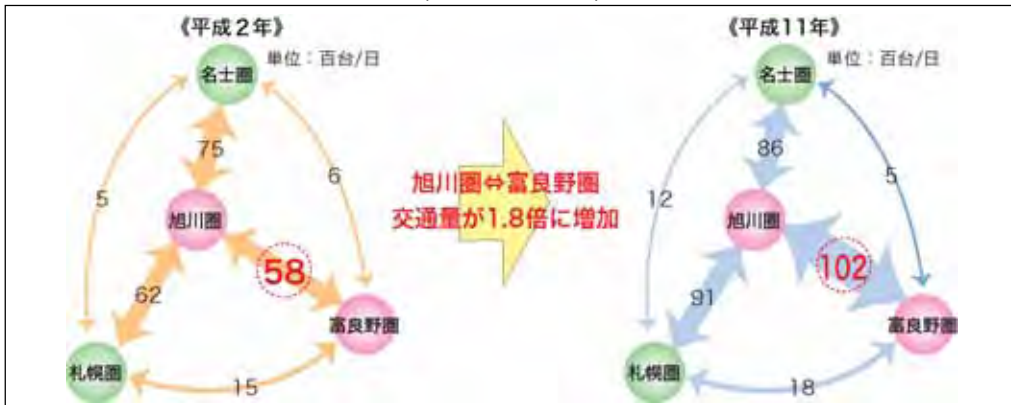 《平成2年》
単位:百台/日
名士圏
75
5
6
旭川圏
58
62
富良野圏
札幌圏
15
旭川圏⇔富良野圏
交通量が1.8倍に増加
《平成11年》
単位:百台/日
名士圏
86
12
5
旭川圏
102
91
富良野圏
札幌圏
18